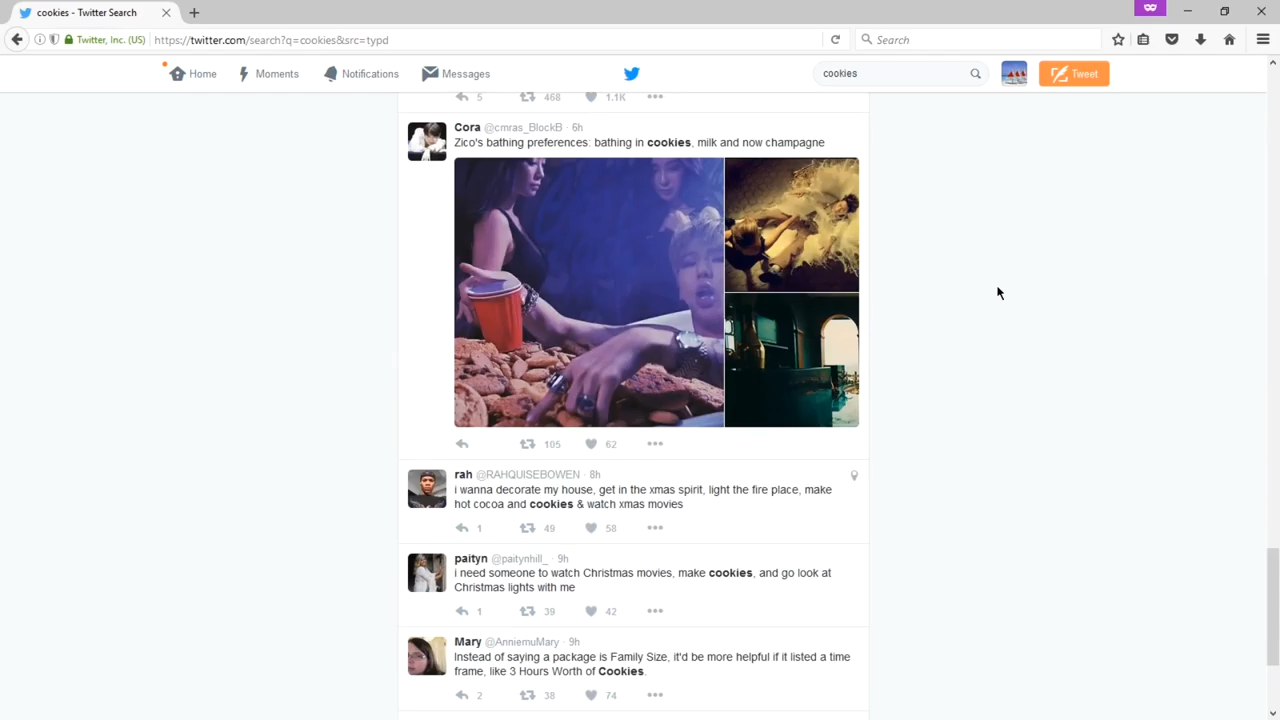 cookies - Twitter Search
Twitter, Inc. (US)
https://twitter.com/search?q=cookies&src=typd
Search
Home
Moments
Notifications
Messages
cookies
Tweet
5 468 1.1K
Cora @cmras_BlockB · 6h
Zico's bathing preferences: bathing in cookies, milk and now champagne
105 62
rah @RAHQUISEBOWEN · 8h
i wanna decorate my house, get in the xmas spirit, light the fire place, make
hot cocoa and cookies & watch xmas movies
1 49 58
paityn @paitynhill_ · 9h
i need someone to watch Christmas movies, make cookies, and go look at
Christmas lights with me
1 39 42
Mary @AnniemuMary · 9h
Instead of saying a package is Family Size, it'd be more helpful if it listed a time
frame, like 3 Hours Worth of Cookies.
2 38 74